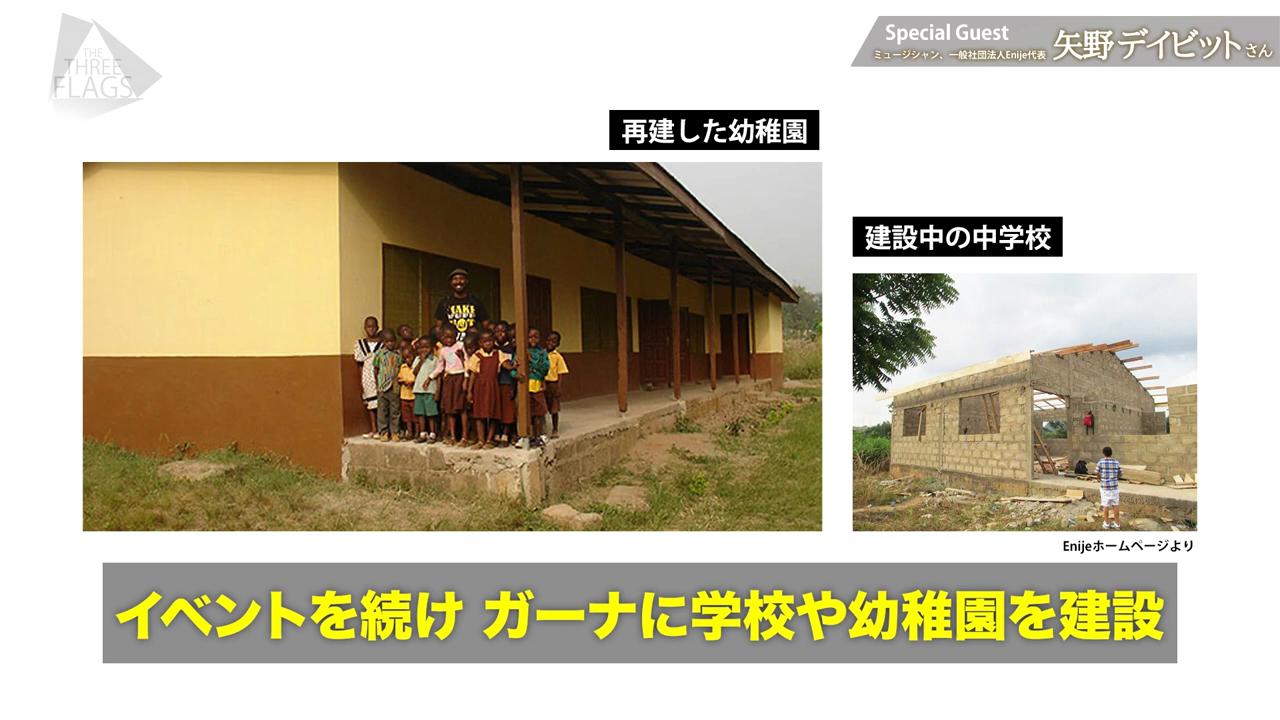 THE
THREE
FLAGS
Special Guest
ミュージシャン、一般社団法人Enije代表 矢野デイビットさん
再建した幼稚園
建設中の中学校
Enijeホームページより
イベントを続け ガーナに学校や幼稚園を建設